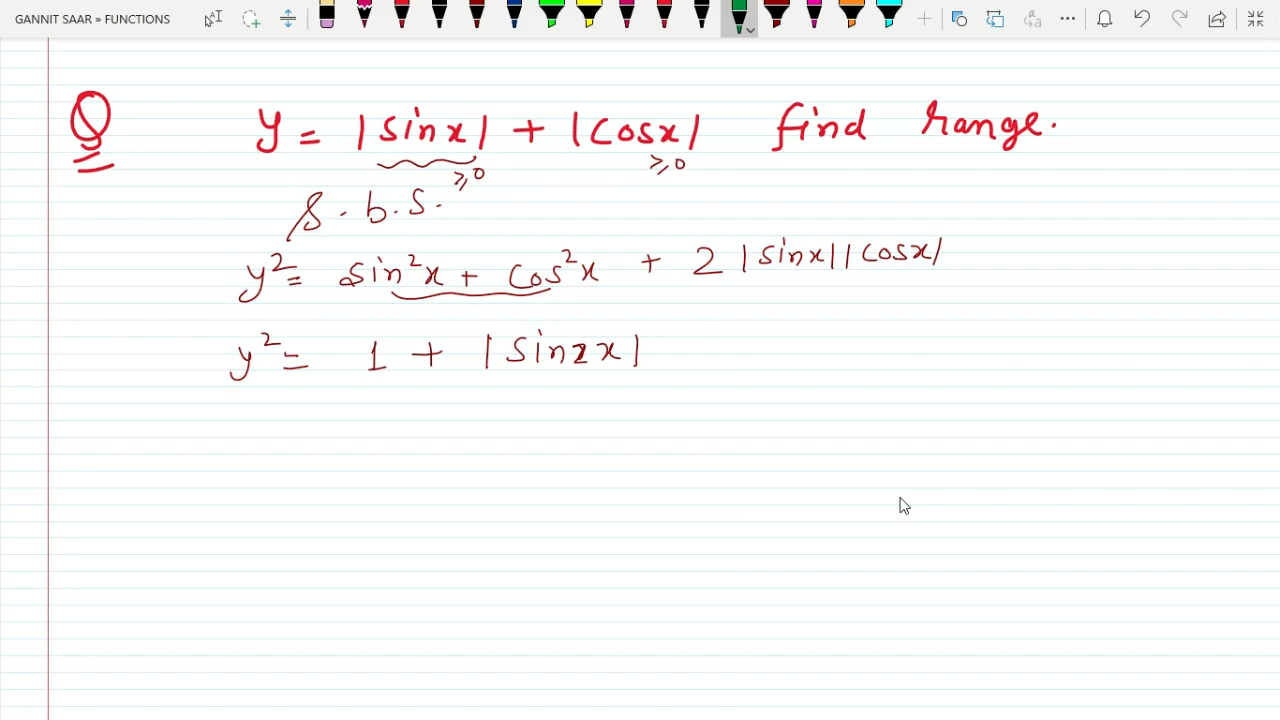 GANNIT SAAR » FUNCTIONS
Q y = |sinx| + |cosx| find range.
≥0 ≥0
S.b.S.
y² = sin²x + cos²x + 2|sinx||cosx|
y² = 1 + |sin2x|